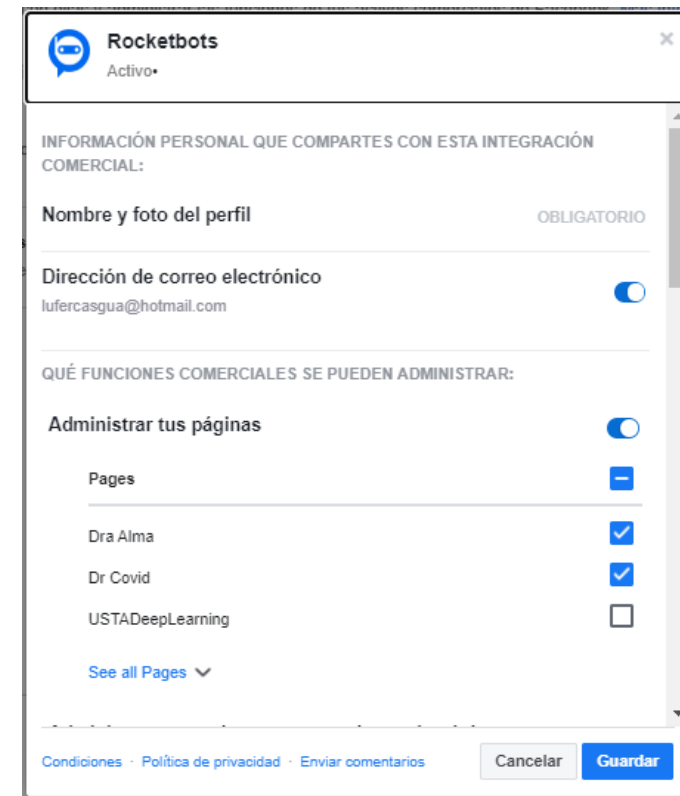 Rocketbots
Activo•
INFORMACIÓN PERSONAL QUE COMPARTES CON ESTA INTEGRACIÓN
COMERCIAL:
Nombre y foto del perfil OBLIGATORIO
Dirección de correo electrónico
lufercasgua@hotmail.com
QUÉ FUNCIONES COMERCIALES SE PUEDEN ADMINISTRAR:
Administrar tus páginas
Pages
Dra Alma
Dr Covid
USTADeepLearning
See all Pages
Condiciones · Política de privacidad · Enviar comentarios Cancelar Guardar